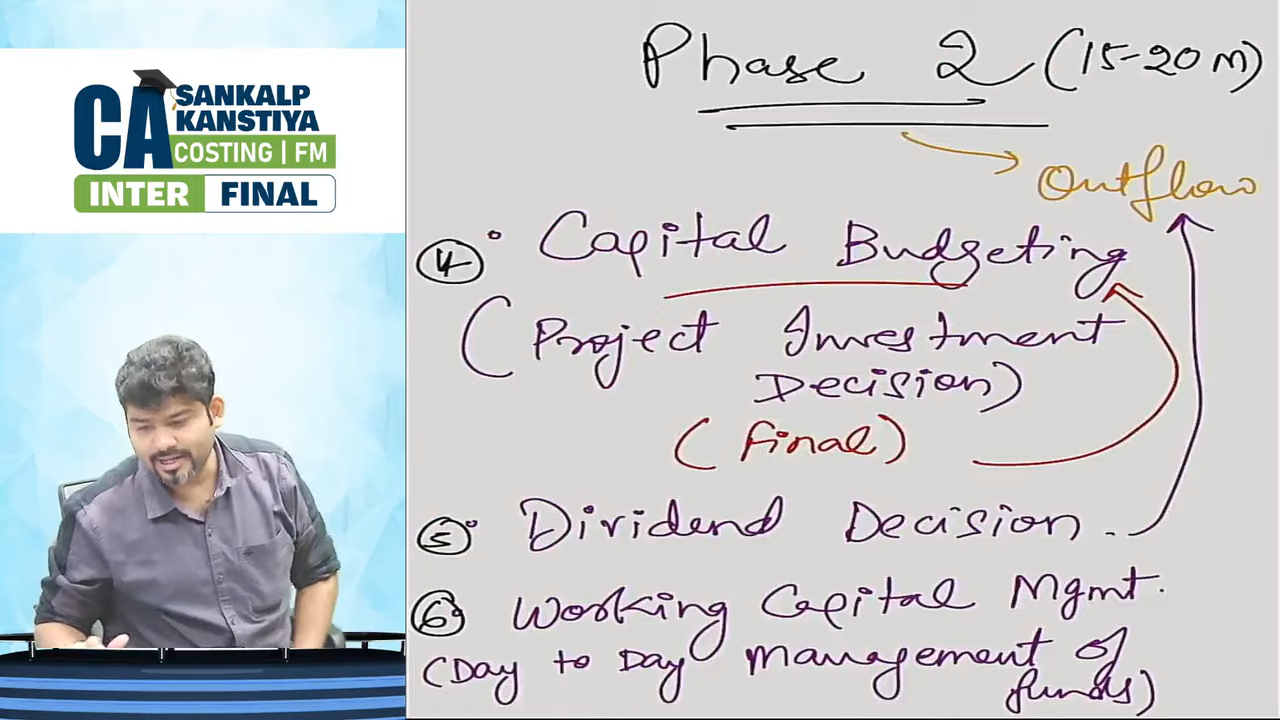 CA SANKALP
KANSTIYA
COSTING | FM
INTER FINAL
Phase 2 (15-20 M)
Outflow
④ Capital Budgeting
(Project Investment
Decision)
(final)
⑤ Dividend Decision.
⑥ Working Capital Mgmt.
(Day to Day Management of
funds)